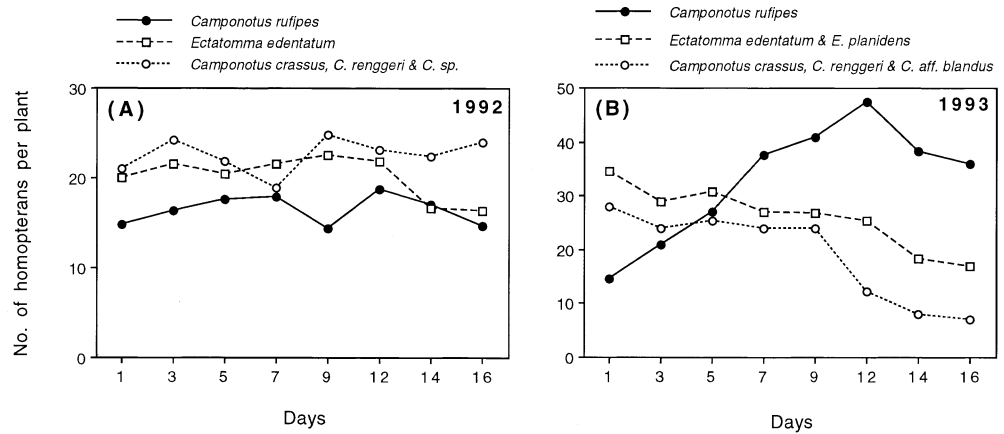 Camponotus rufipes
Ectatomma edentatum
Camponotus crassus, C. renggeri & C. sp.
(A)
1992
30
20
10
0
No. of homopterans per plant
1 3 5 7 9 12 14 16
Days
Camponotus rufipes
Ectatomma edentatum & E. planidens
Camponotus crassus, C. renggeri & C. aff. blandus
(B)
1993
50
40
30
20
10
0
1 3 5 7 9 12 14 16
Days